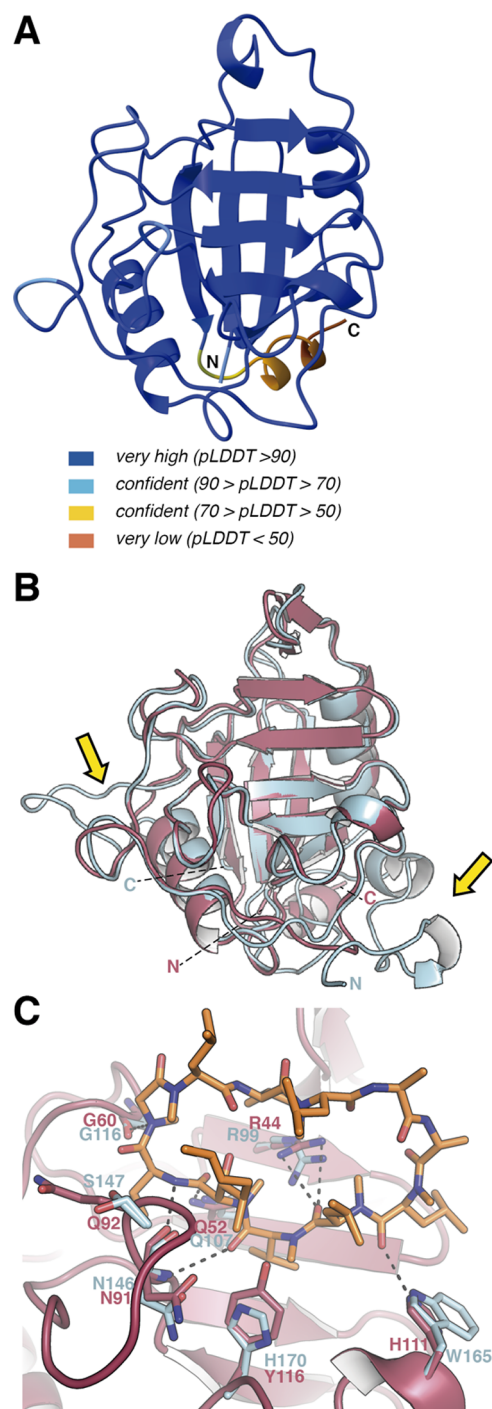 A
N
C
very high (pLDDT >90)
confident (90 > pLDDT > 70)
confident (70 > pLDDT > 50)
very low (pLDDT < 50)
B
C
C
N
N
C
G60
G116
R44
R99
S147
Q92
Q52
Q107
N146
N91
H170
Y116
H111
W165